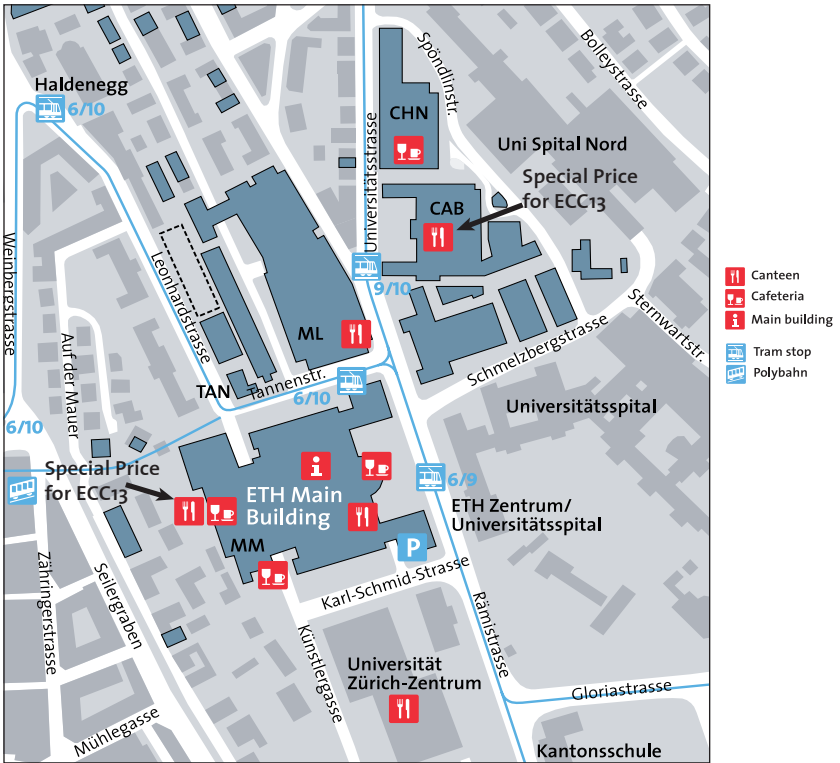 Haldenegg
6/10
Spöndlinstr.
Bolleystrasse
CHN
Uni Spital Nord
Special Price
for ECC13
CAB
Universitätsstrasse
Weinbergstrasse
Leonhardstrasse
9/10
Sternwartstr.
Canteen
Cafeteria
Main building
Tram stop
Polybahn
ML
Schmelzbergstrasse
Auf der Mauer
TAN
Tannenstr.
6/10
Universitätsspital
6/10
Special Price
for ECC13
6/9
ETH Main
Building
ETH Zentrum/
Universitätsspital
MM
P
Karl-Schmid-Strasse
Zähringerstrasse
Seilergraben
Künstlergasse
Rämistrasse
Universität
Zürich-Zentrum
Gloriastrasse
Mühlegasse
Kantonsschule